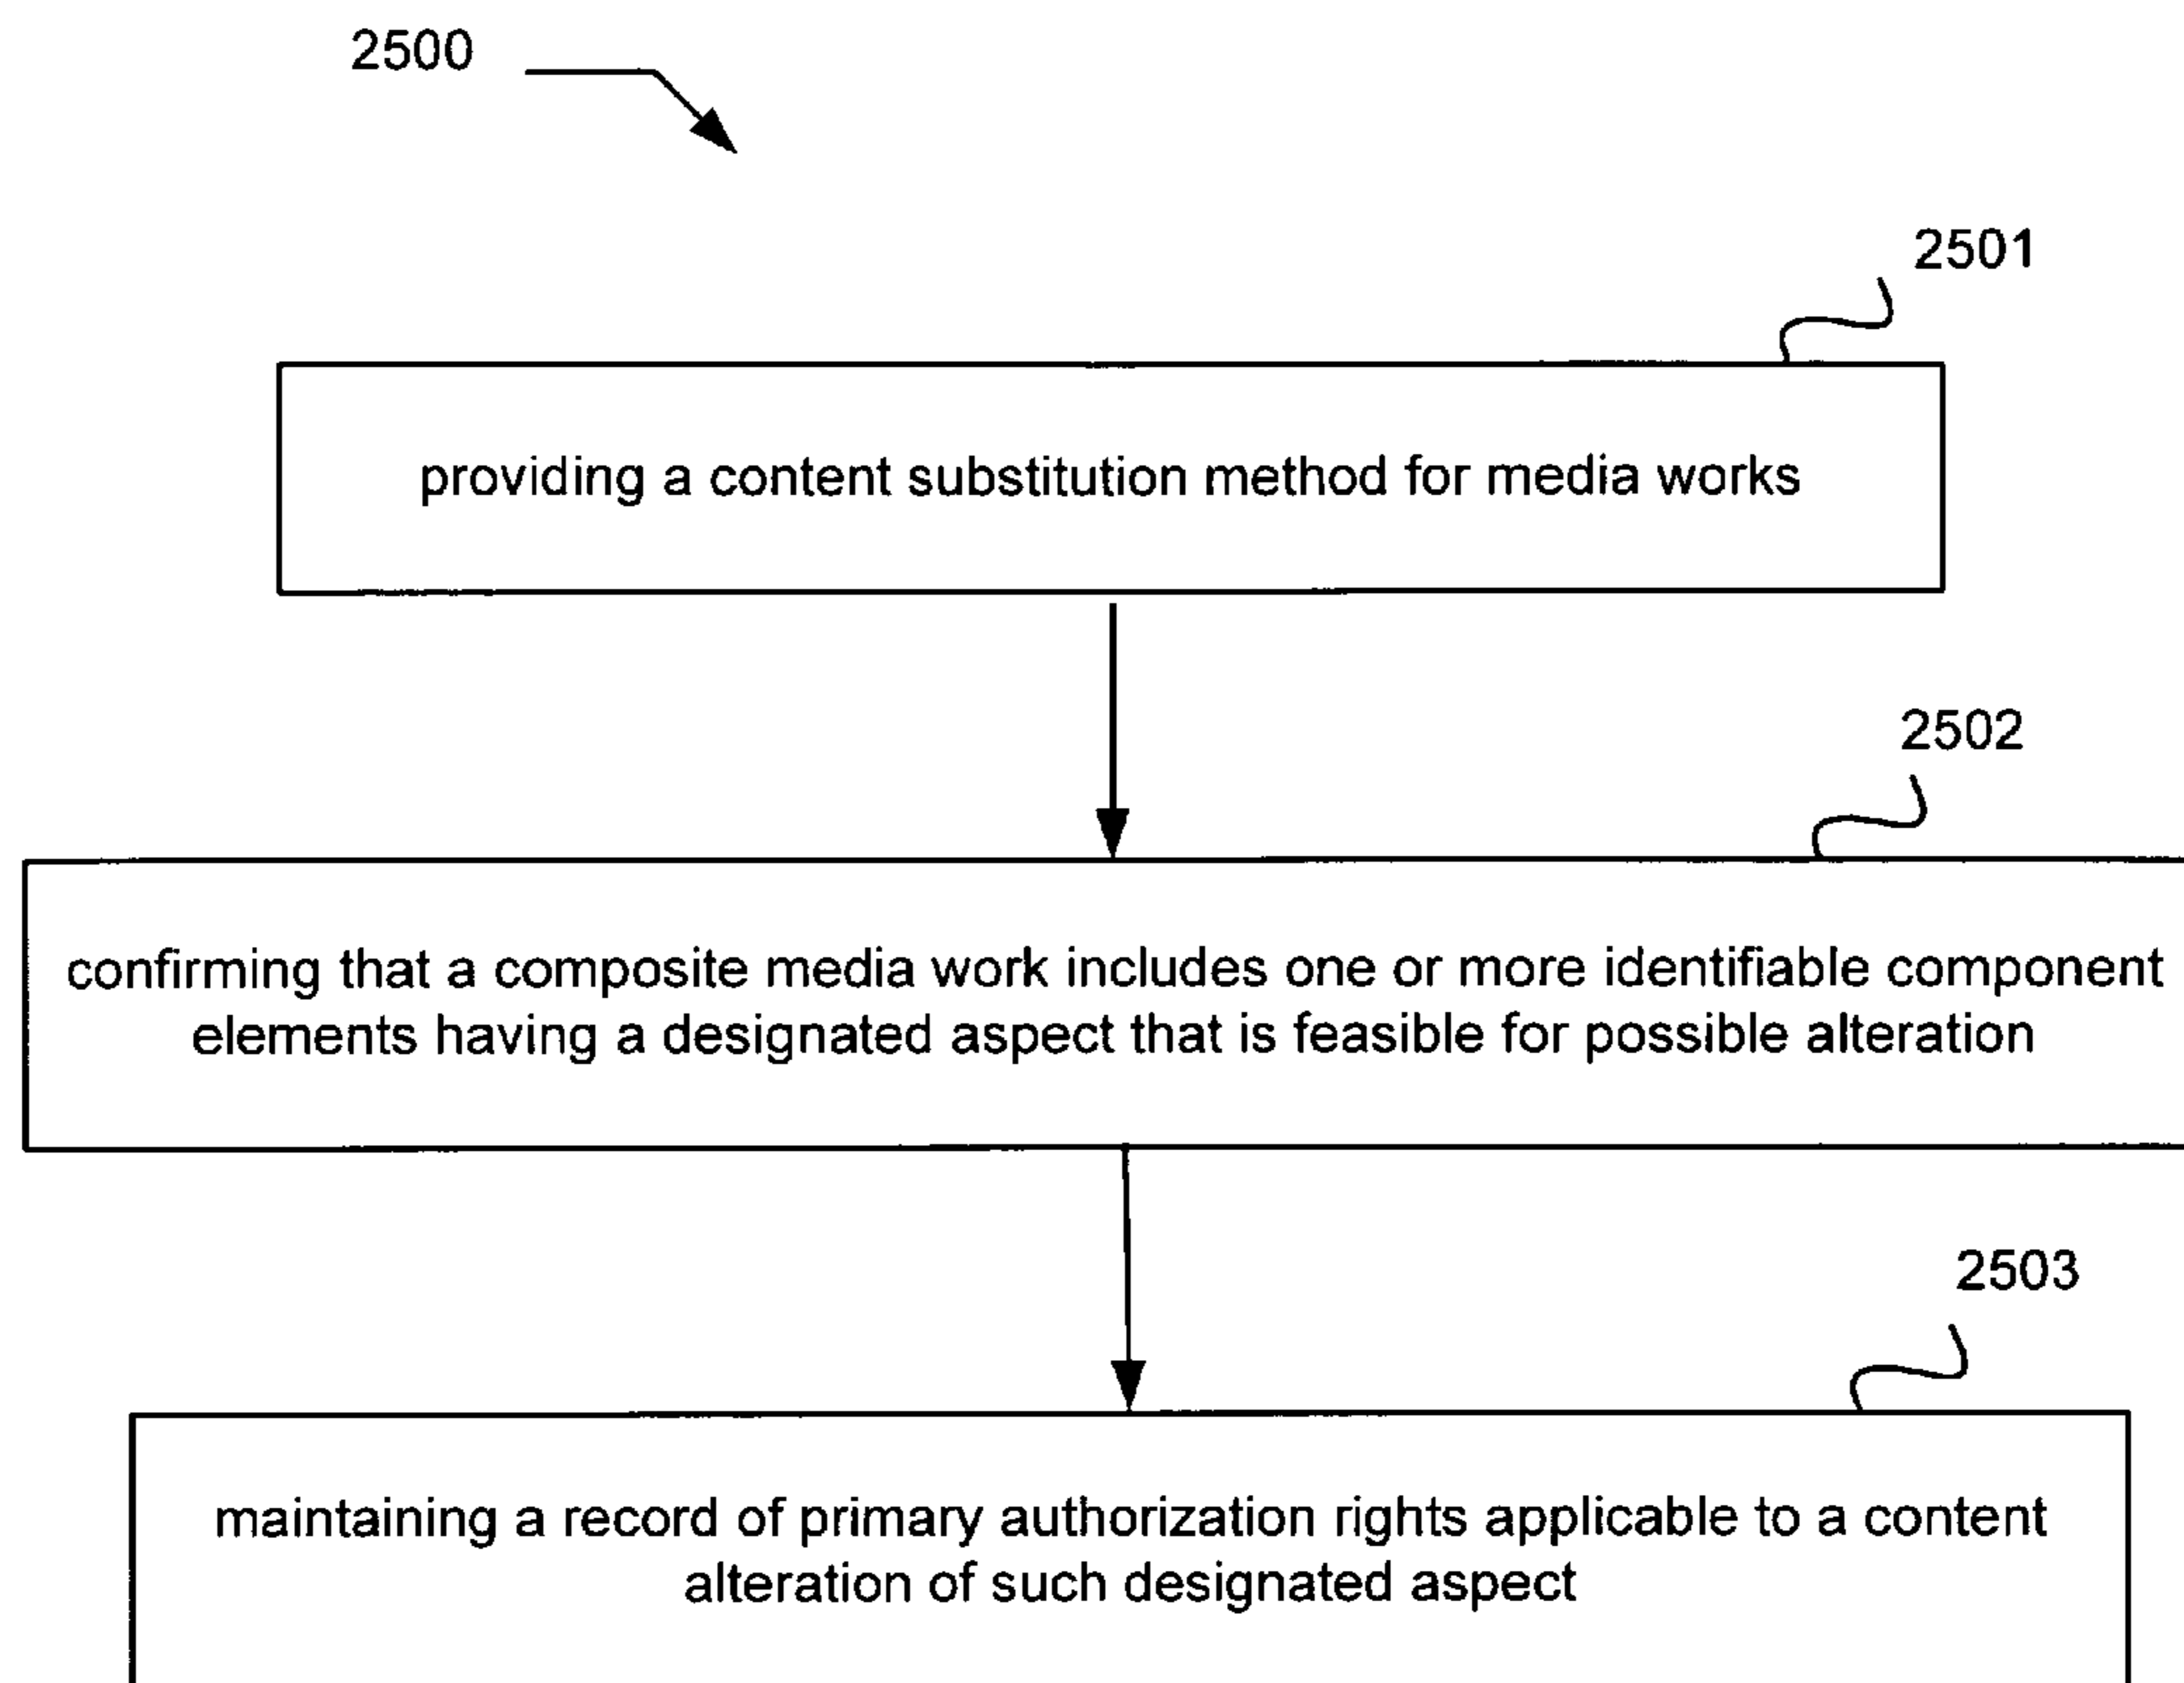 2500
2501
providing a content substitution method for media works
2502
confirming that a composite media work includes one or more identifiable component
elements having a designated aspect that is feasible for possible alteration
2503
maintaining a record of primary authorization rights applicable to a content
alteration of such designated aspect